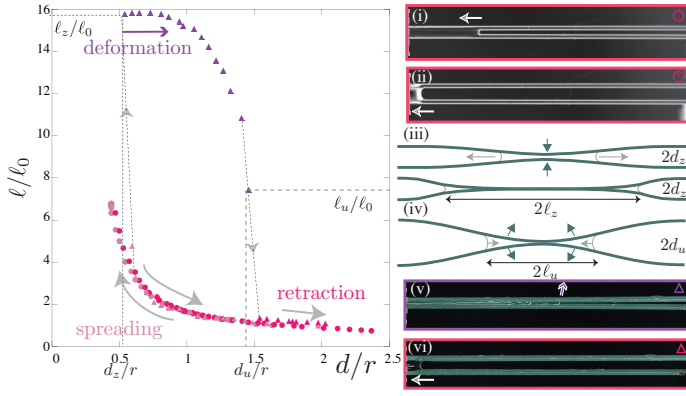 16
ℓz/ℓ0
14
12
10
8
6
4
2
0
ℓ/ℓ0
deformation
ℓu/ℓ0
retraction
spreading
0
0.5
1
1.5
2
2.5
dz/r
du/r
d/r
(i)
(ii)
(iii)
2dz
2dz
2ℓz
(iv)
2du
2ℓu
(v)
(vi)